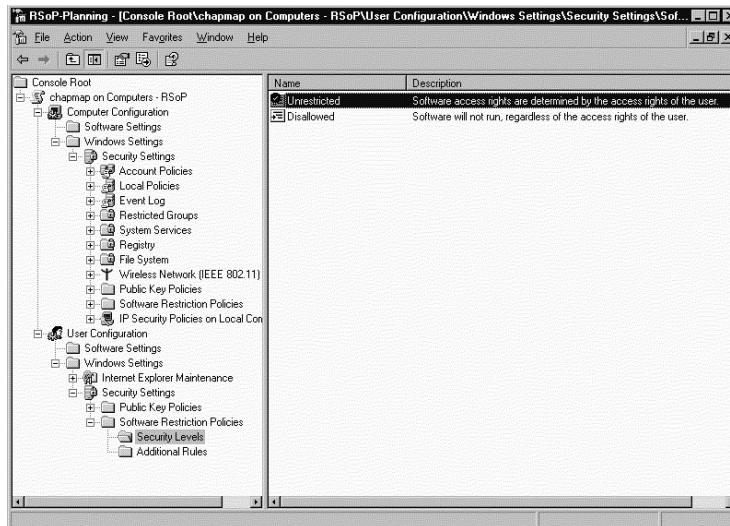 RSoP-Planning - [Console Root\chapmap on Computers - RSoP\User Configuration\Windows Settings\Security Settings\Sof...
File Action View Favorites Window Help
Console Root
chapmap on Computers - RSoP
Computer Configuration
Software Settings
Windows Settings
Security Settings
Account Policies
Local Policies
Event Log
Restricted Groups
System Services
Registry
File System
Wireless Network (IEEE 802.11)
Public Key Policies
Software Restriction Policies
IP Security Policies on Local Con
User Configuration
Software Settings
Windows Settings
Internet Explorer Maintenance
Security Settings
Public Key Policies
Software Restriction Policies
Security Levels
Additional Rules
Name Description
Unrestricted Software access rights are determined by the access rights of the user.
Disallowed Software will not run, regardless of the access rights of the user.